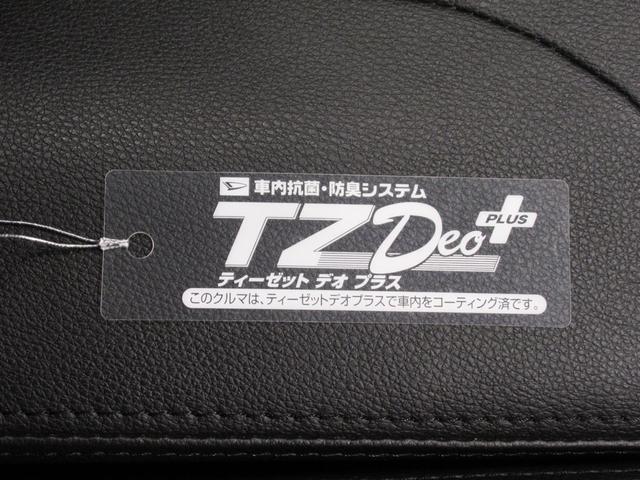 車内抗菌・防臭システム
TZ Deo PLUS
ティーゼット デオ プラス
このクルマは、ティーゼットデオプラスで車内をコーティング済です。